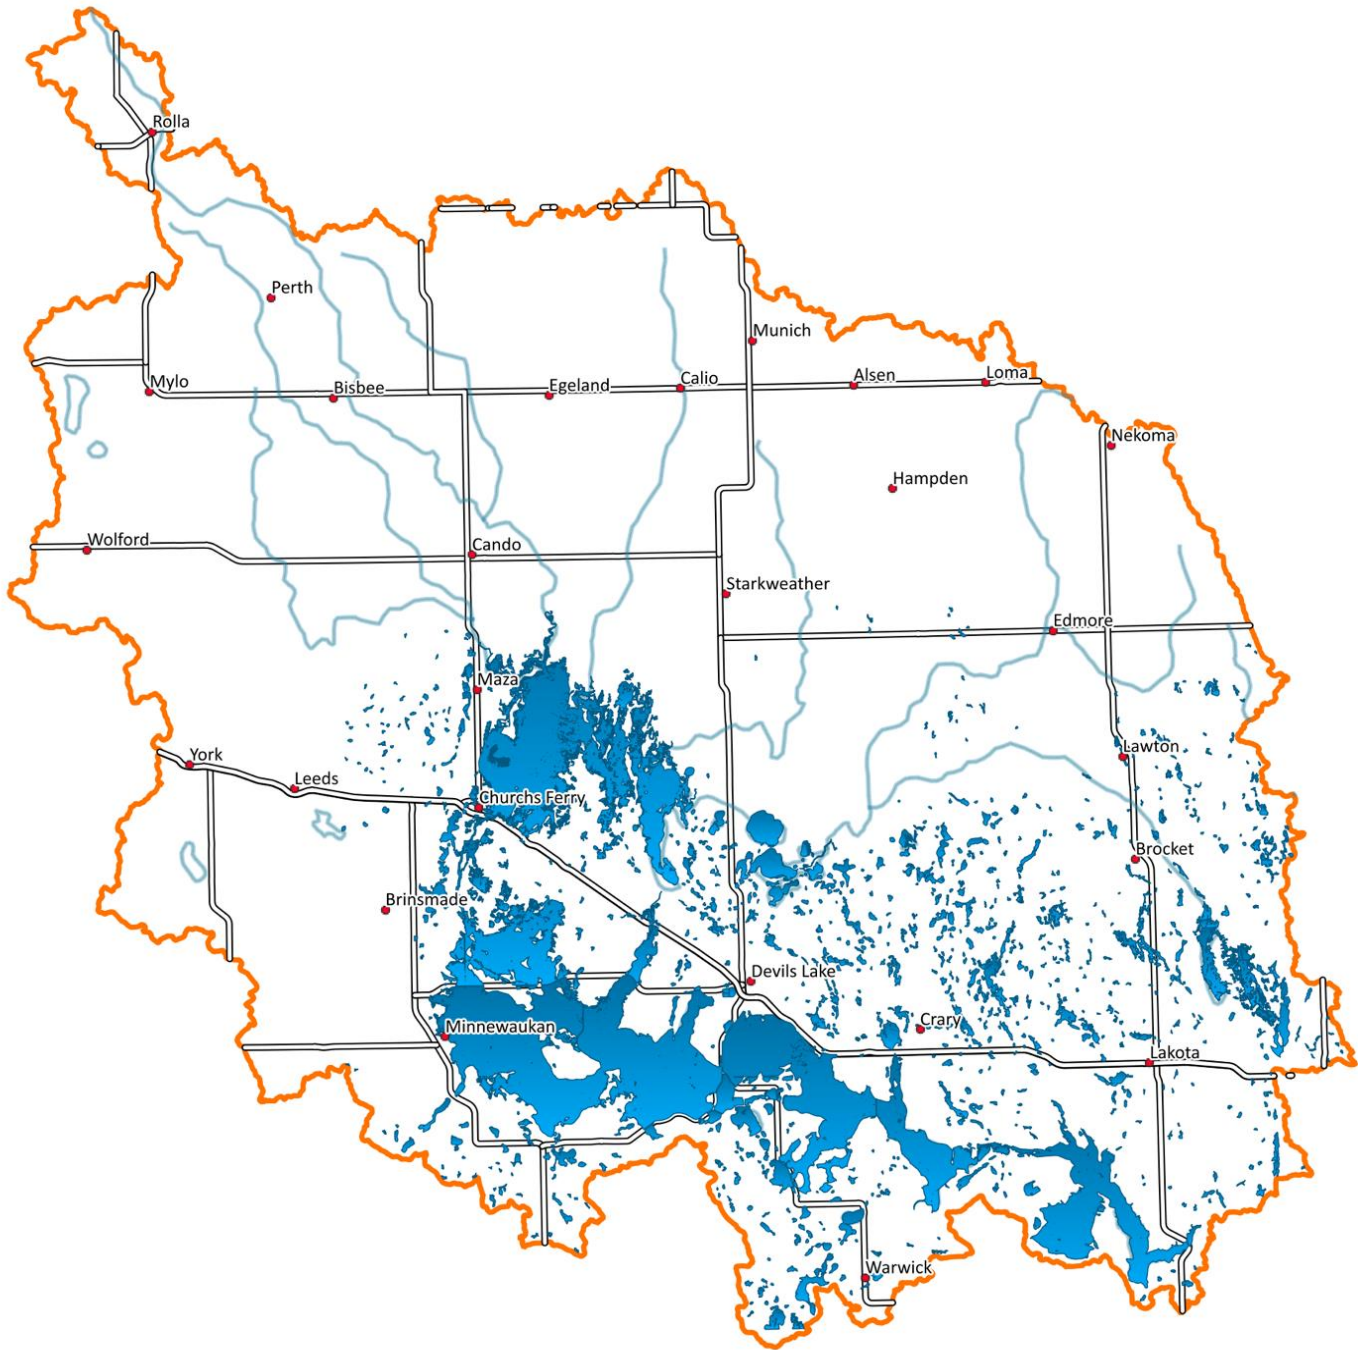 Rolla
Perth
Munich
Mylo
Bisbee
Egeland
Calio
Alsen
Loma
Nekoma
Hampden
Wolford
Cando
Starkweather
Edmore
Maza
York
Leeds
Churchs Ferry
Lawton
Brocket
Brinsmade
Devils Lake
Minnewaukan
Crary
Lakota
Warwick